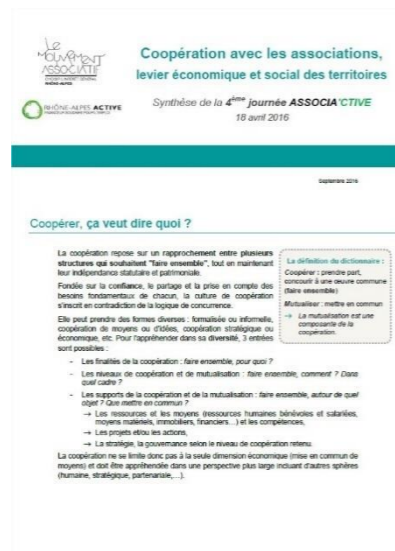 Le
MOUVEMENT
ASSOCIATIF
RHÔNE-ALPES
RHÔNE-ALPES ACTIVE
Coopération avec les associations,
levier économique et social des territoires
Synthèse de la 4ème journée ASSOCIA'CTIVE
18 avril 2016
Septembre 2016
Coopérer, ça veut dire quoi ?
La coopération repose sur un rapprochement entre plusieurs
structures qui souhaitent "faire ensemble", tout en maintenant
leur indépendance statutaire et patrimoniale.
Fondée sur la confiance, le partage et la prise en compte des
besoins fondamentaux de chacun, la culture de coopération
s'inscrit en contradiction de la logique de concurrence.
Elle peut prendre des formes diverses : formalisée ou informelle,
coopération de moyens ou d'idées, coopération stratégique ou
économique, etc. Pour l'appréhender dans sa diversité, 3 entrées
sont possibles :
- Les finalités de la coopération : faire ensemble, pour quoi ?
- Les niveaux de coopération et de mutualisation : faire ensemble, comment ? Dans
quel cadre ?
- Les supports de la coopération et de la mutualisation : faire ensemble, autour de quel
objet ? Que mettre en commun ?
→ Les ressources et les moyens (ressources humaines bénévoles et salariées,
moyens matériels, immobiliers, financiers…) et les compétences,
→ Les projets et/ou les actions,
→ La stratégie, la gouvernance selon le niveau de coopération retenu.
La coopération ne se limite donc pas à la seule dimension économique (mise en commun de
moyens) et doit être appréhendée dans une perspective plus large incluant d'autres sphères
(humaine, stratégique, partenariale,…).
La définition du dictionnaire :
Coopérer : prendre part,
concourir à une œuvre commune
(faire ensemble)
Mutualiser : mettre en commun
→ La mutualisation est une
composante de la
coopération.